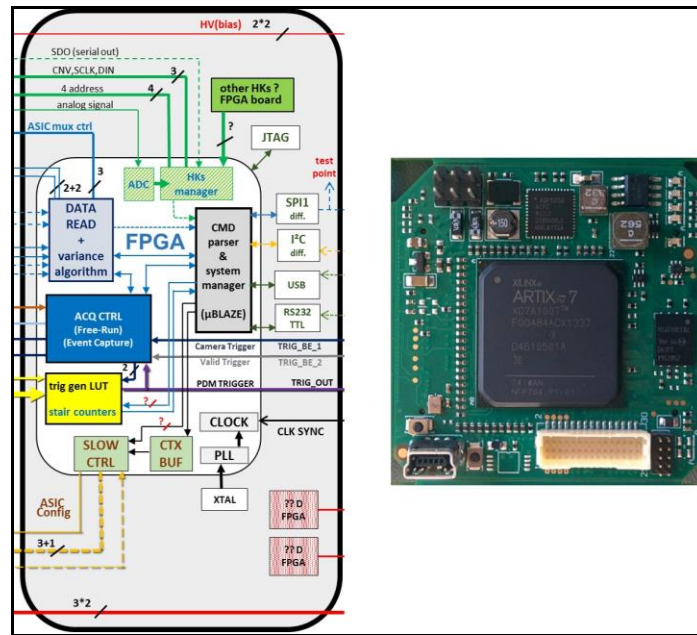 HV(bias) 2*2
SDO (serial out)
CNV,SCLK,DIN 3
4 address 4
analog signal
other HKs ?
FPGA board
?
ASIC mux ctrl
JTAG
test
point
2+2 3
ADC
HKs
manager
DATA
READ
+
variance
algorithm
FPGA
CMD
parser
&
system
manager
(μBLAZE)
SPI1
diff.
I²C
diff.
USB
RS232
TTL
ACQ CTRL
(Free-Run)
(Event Capture)
Camera Trigger TRIG_BE_1
Valid Trigger TRIG_BE_2
2
PDM TRIGGER TRIG_OUT
trig gen LUT
stair counters
?
?
CLOCK
CLK SYNC
SLOW
CTRL
CTX
BUF
PLL
XTAL
ASIC
Config
3+1
?? D
FPGA
?? D
FPGA
3*2
XILINX
ARTIX 7
XC7A100T
150
562